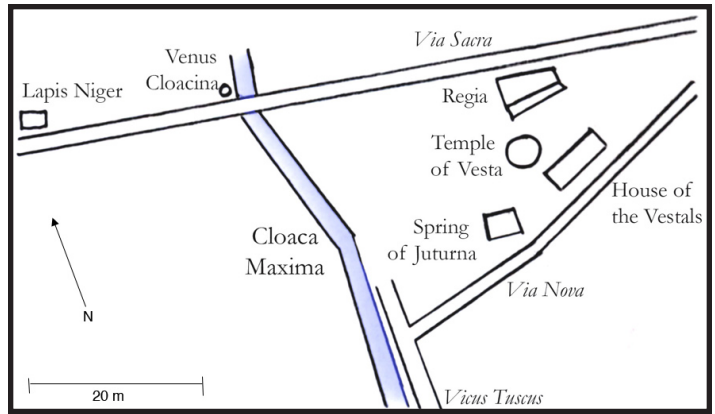 Via Sacra
Venus
Cloacina
Lapis Niger
Regia
Temple
of Vesta
House of
the Vestals
Spring
of Juturna
Cloaca
Maxima
Via Nova
N
20 m
Vicus Tuscus